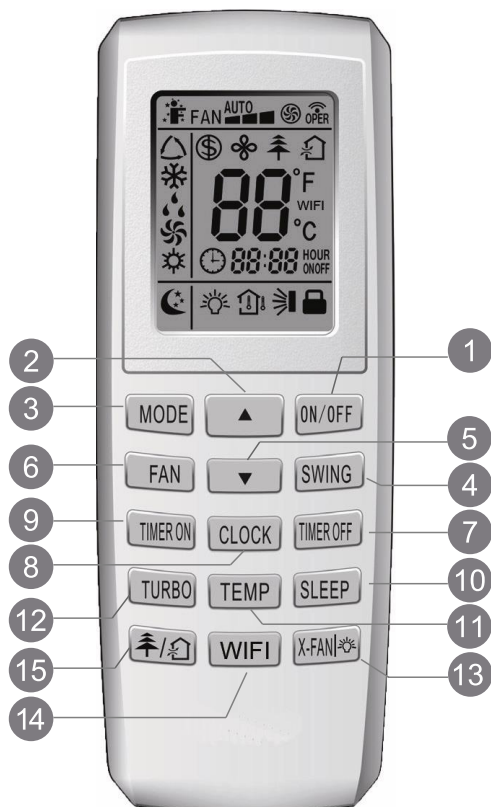 FAN AUTO OPER
88 °F
WIFI
°C
88:88 HOUR
ONOFF
2 1
3 MODE ▲ ON/OFF
5
6 FAN ▼ SWING
4
9 TIMER ON CLOCK TIMER OFF
8 7
10
12 TURBO TEMP SLEEP
11
15 WIFI X-FAN
13
14